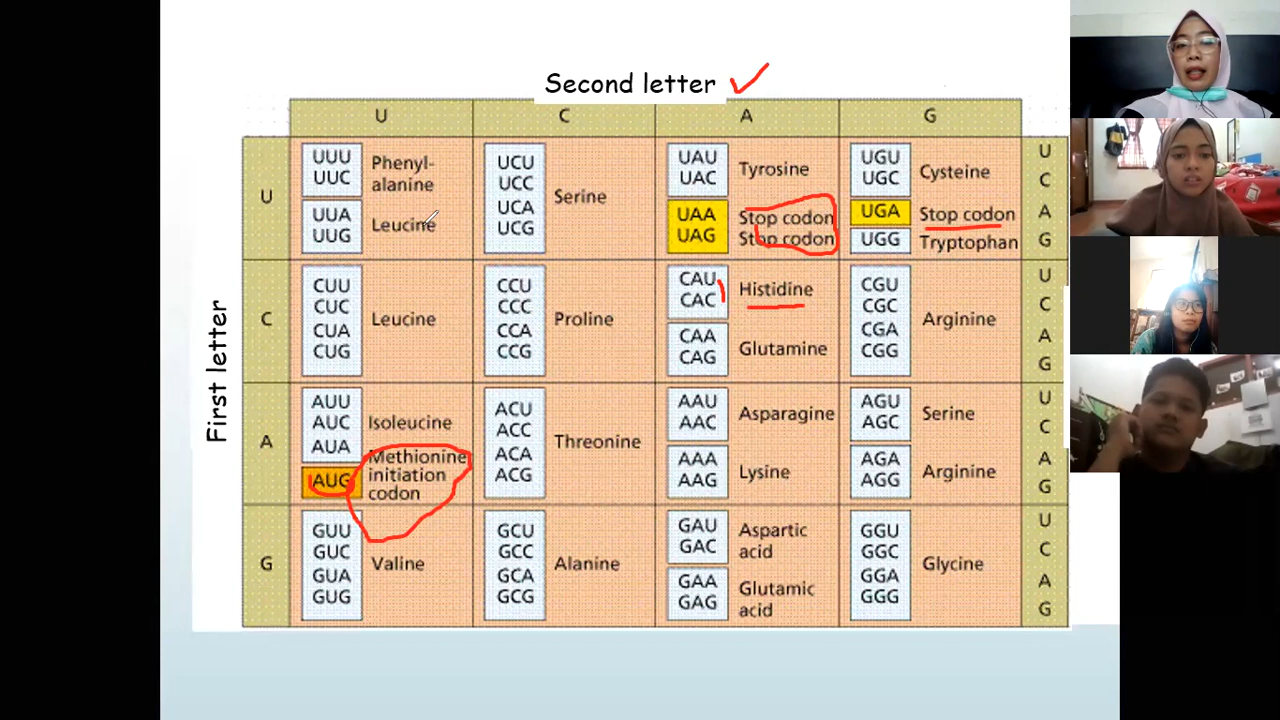 Second letter
U C A G
First letter
U
UUU
UUC
Phenyl-
alanine
UUA
UUG
Leucine
UCU
UCC
UCA
UCG
Serine
UAU
UAC
Tyrosine
UAA
UAG
Stop codon
Stop codon
UGU
UGC
Cysteine
UGA
Stop codon
UGG
Tryptophan
U
C
A
G
C
CUU
CUC
CUA
CUG
Leucine
CCU
CCC
CCA
CCG
Proline
CAU
CAC
Histidine
CAA
CAG
Glutamine
CGU
CGC
CGA
CGG
Arginine
U
C
A
G
A
AUU
AUC
AUA
Isoleucine
AUG
Methionine
initiation
codon
ACU
ACC
ACA
ACG
Threonine
AAU
AAC
Asparagine
AAA
AAG
Lysine
AGU
AGC
Serine
AGA
AGG
Arginine
U
C
A
G
G
GUU
GUC
GUA
GUG
Valine
GCU
GCC
GCA
GCG
Alanine
GAU
GAC
Aspartic
acid
GAA
GAG
Glutamic
acid
GGU
GGC
GGA
GGG
Glycine
U
C
A
G